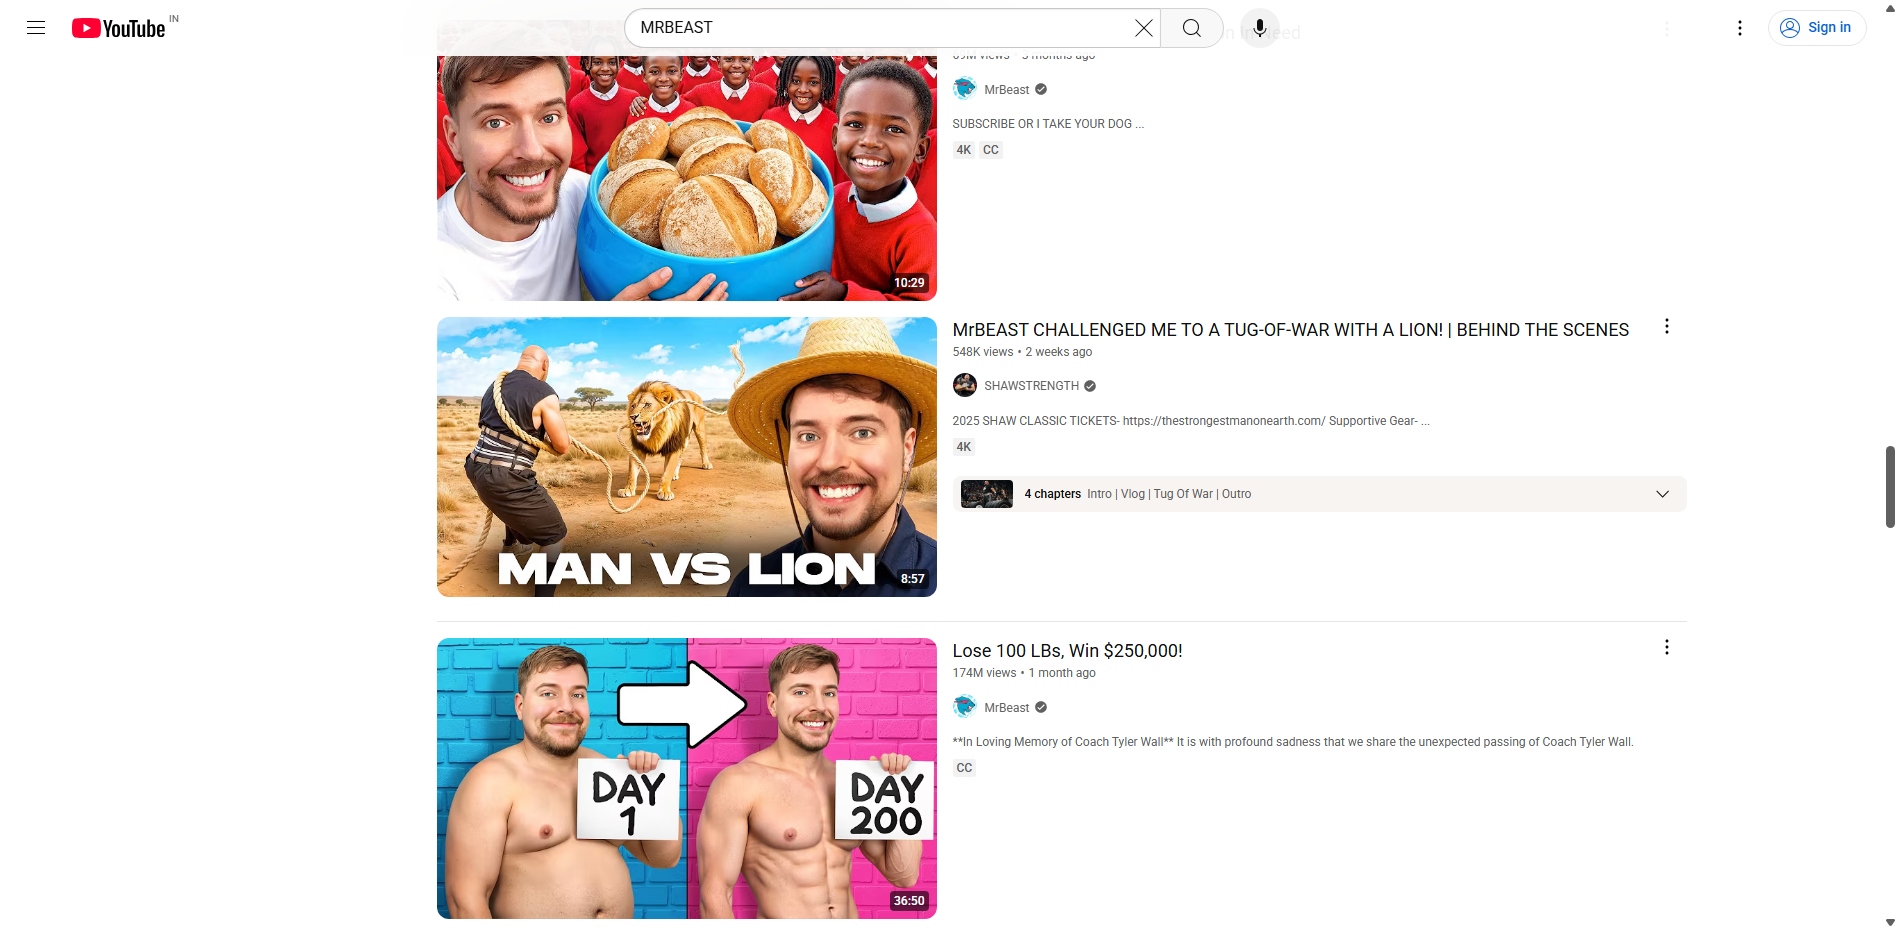 YouTube IN
MRBEAST
Sign in
MrBeast
SUBSCRIBE OR I TAKE YOUR DOG ...
4K CC
10:29
MrBEAST CHALLENGED ME TO A TUG-OF-WAR WITH A LION! | BEHIND THE SCENES
548K views • 2 weeks ago
SHAWSTRENGTH
2025 SHAW CLASSIC TICKETS- https://thestrongestmanonearth.com/ Supportive Gear- ...
4K
4 chapters Intro | Vlog | Tug Of War | Outro
MAN VS LION
8:57
Lose 100 LBs, Win $250,000!
174M views • 1 month ago
MrBeast
**In Loving Memory of Coach Tyler Wall** It is with profound sadness that we share the unexpected passing of Coach Tyler Wall.
CC
DAY
1
DAY
200
36:50